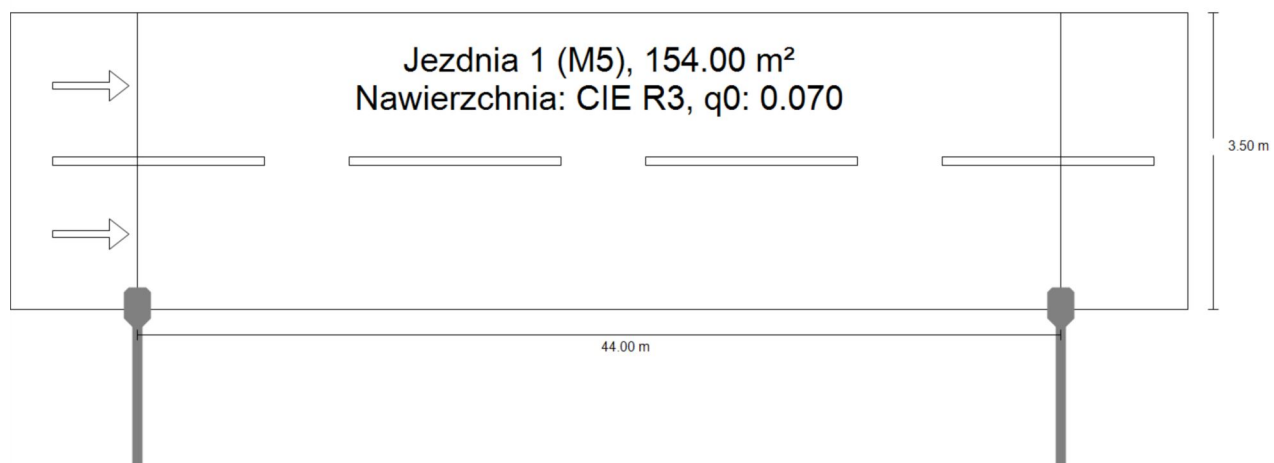 Jezdnia 1 (M5), 154.00 m²
Nawierzchnia: CIE R3, q0: 0.070
3.50 m
44.00 m